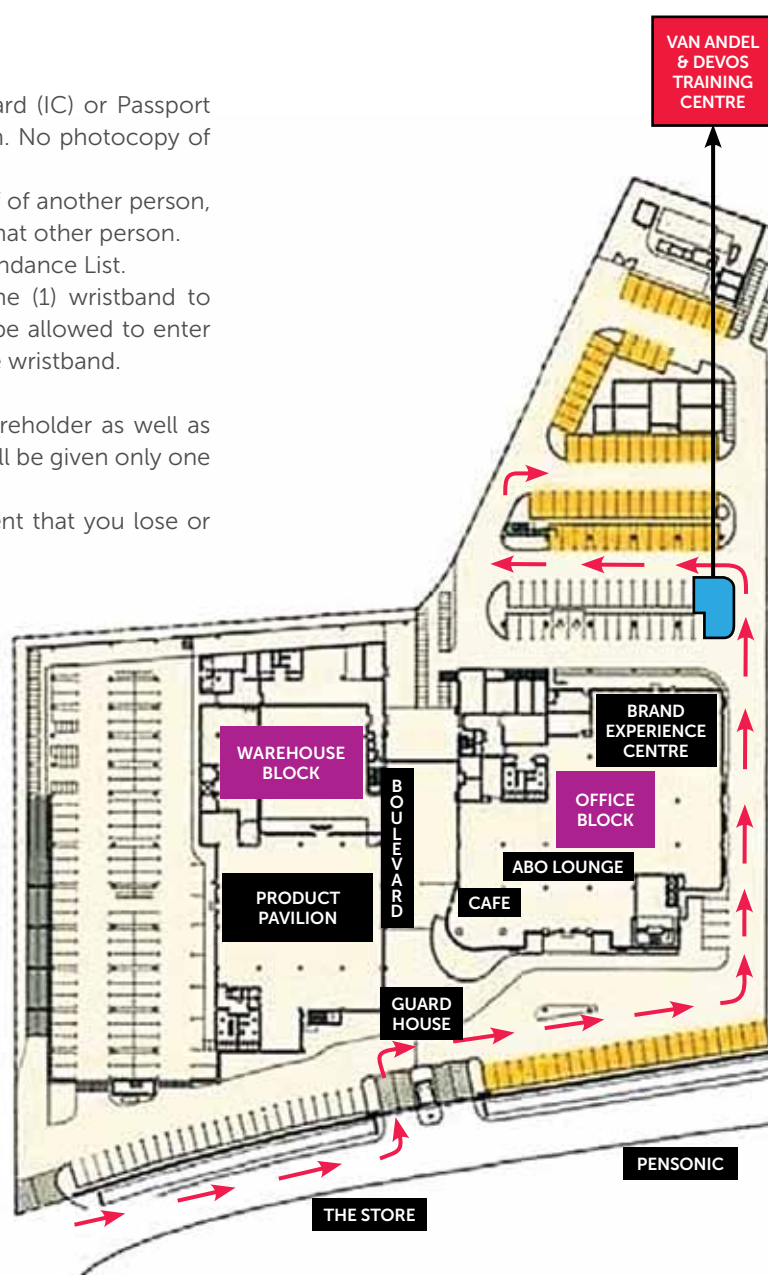 ard (IC) or Passport
. No photocopy of
of another person,
hat other person.
ndance List.
ne (1) wristband to
be allowed to enter
wristband.
reholder as well as
ll be given only one
ent that you lose or
VAN ANDEL
& DEVOS
TRAINING
CENTRE
BRAND
EXPERIENCE
CENTRE
WAREHOUSE
BLOCK
OFFICE
BLOCK
BOULEVARD
ABO LOUNGE
PRODUCT
PAVILION
CAFE
GUARD
HOUSE
PENSONIC
THE STORE